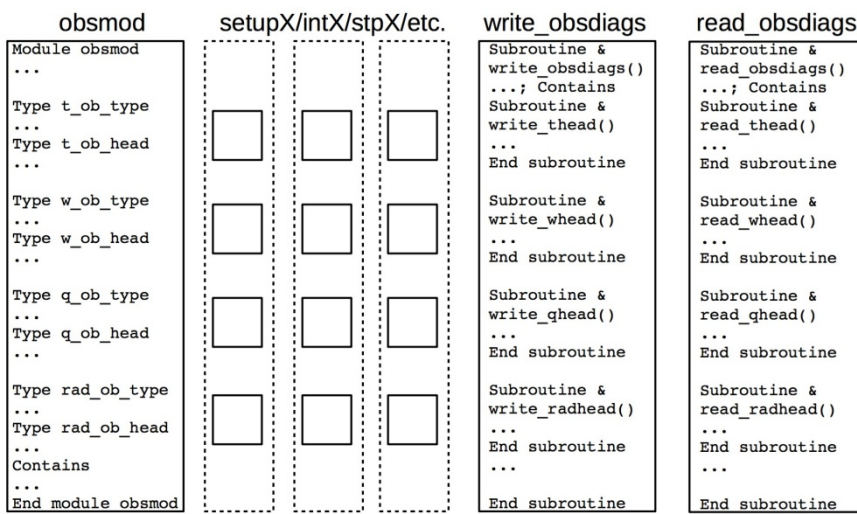 obsmod
Module obsmod
...
Type t_ob_type
...
Type t_ob_head
...
Type w_ob_type
...
Type w_ob_head
...
Type q_ob_type
...
Type q_ob_head
...
Type rad_ob_type
...
Type rad_ob_head
...
Contains
...
End module obsmod
setupX/intX/stpX/etc.
write_obsdiags
Subroutine &
write_obsdiags()
...; Contains
Subroutine &
write_thead()
...
End subroutine
Subroutine &
write_whead()
...
End subroutine
Subroutine &
write_qhead()
...
End subroutine
Subroutine &
write_radhead()
...
End subroutine
...
End subroutine
read_obsdiags
Subroutine &
read_obsdiags()
...; Contains
Subroutine &
read_thead()
...
End subroutine
Subroutine &
read_whead()
...
End subroutine
Subroutine &
read_qhead()
...
End subroutine
Subroutine &
read_radhead()
...
End subroutine
...
End subroutine